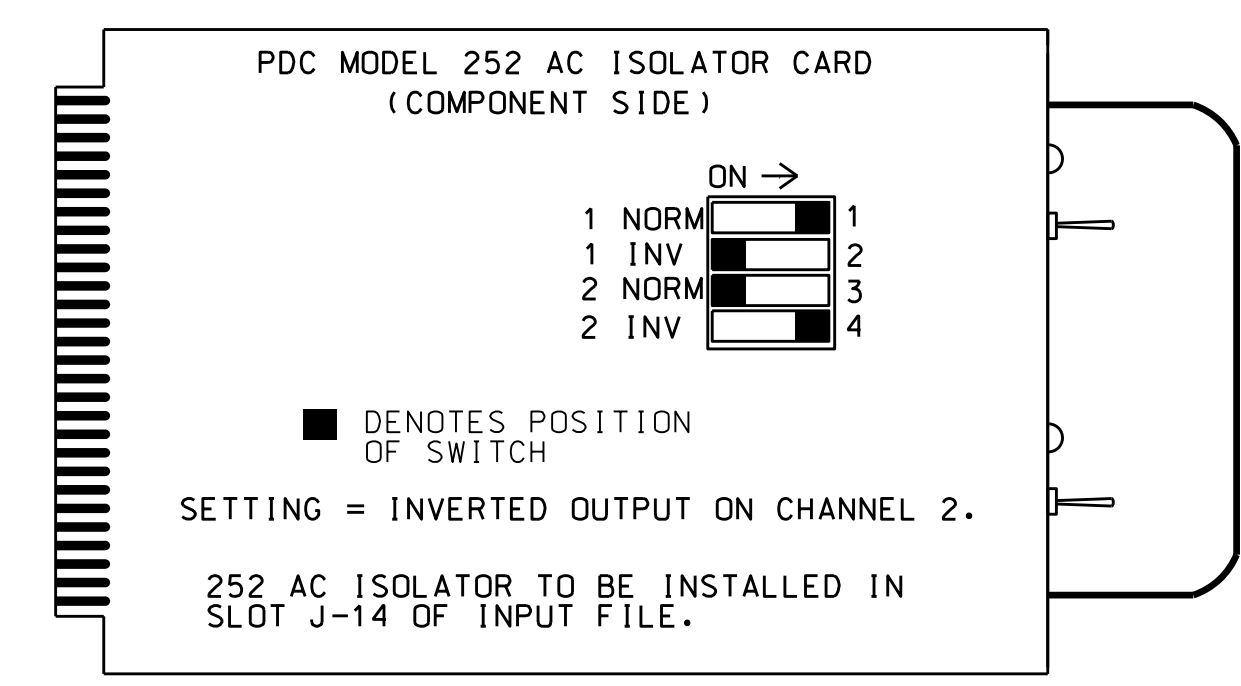 PDC MODEL 252 AC ISOLATOR CARD
(COMPONENT SIDE)
ON →
1 NORM 1
1 INV 2
2 NORM 3
2 INV 4
DENOTES POSITION
OF SWITCH
SETTING = INVERTED OUTPUT ON CHANNEL 2.
252 AC ISOLATOR TO BE INSTALLED IN
SLOT J-14 OF INPUT FILE.